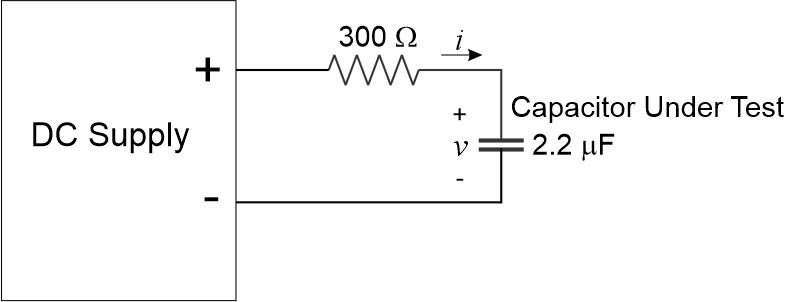 300 Ω
i
+
DC Supply
-
+
v
-
Capacitor Under Test
2.2 μF